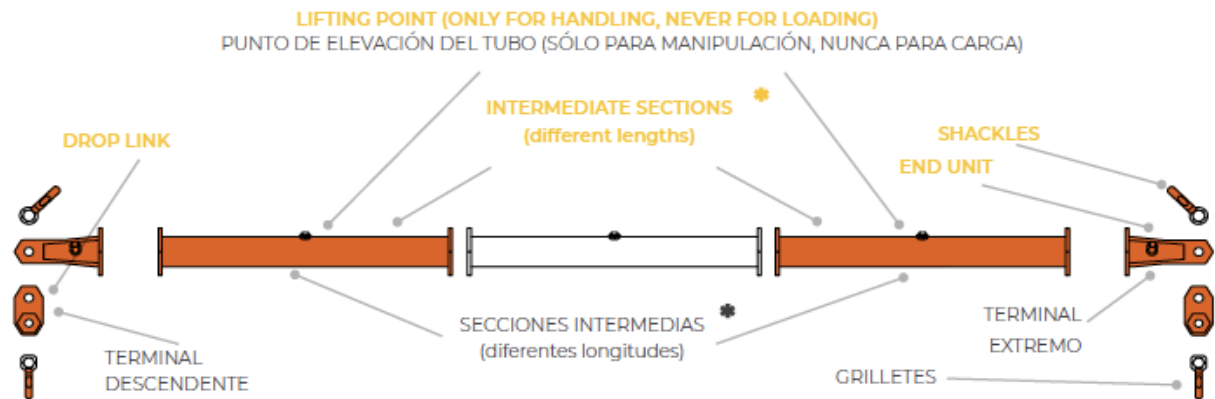 LIFTING POINT (ONLY FOR HANDLING, NEVER FOR LOADING)
PUNTO DE ELEVACIÓN DEL TUBO (SÓLO PARA MANIPULACIÓN, NUNCA PARA CARGA)
INTERMEDIATE SECTIONS *
(different lengths)
DROP LINK
SHACKLES
END UNIT
SECCIONES INTERMEDIAS *
(diferentes longitudes)
TERMINAL
DESCENDENTE
TERMINAL
EXTREMO
GRILLETES